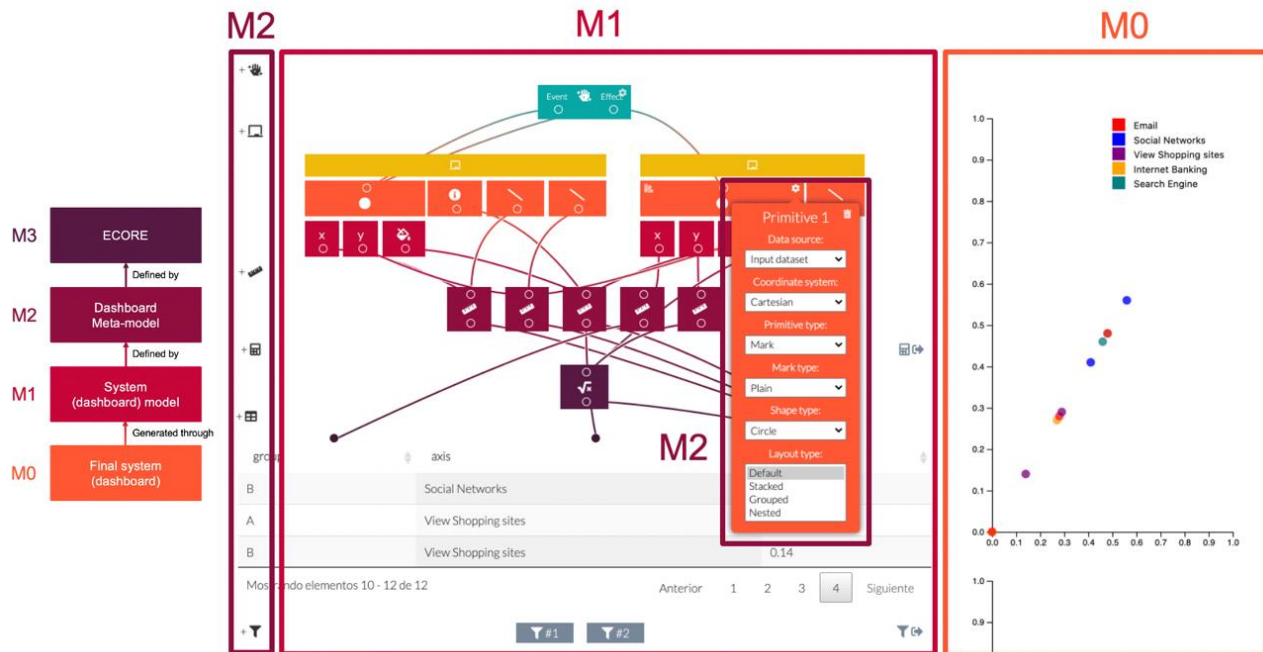 M2
M1
M0
M3
ECORE
Defined by
M2
Dashboard
Meta-model
Defined by
M1
System
(dashboard) model
Generated through
M0
Final system
(dashboard)
+
+
+
+
+
+
Event
Effect
x
y
x
y
√x
Primitive 1
Data source:
Input dataset
Coordinate system:
Cartesian
Primitive type:
Mark
Mark type:
Plain
Shape type:
Circle
Layout type:
Default
Stacked
Grouped
Nested
M2
group
axis
B
Social Networks
A
View Shopping sites
B
View Shopping sites
0.14
Mostrando elementos 10 - 12 de 12
Anterior 1 2 3 4 Siguiente
#1
#2
Email
Social Networks
View Shopping sites
Internet Banking
Search Engine
1.0
0.9
0.8
0.7
0.6
0.5
0.4
0.3
0.2
0.1
0.0
0.0 0.1 0.2 0.3 0.4 0.5 0.6 0.7 0.8 0.9 1.0
1.0
0.9